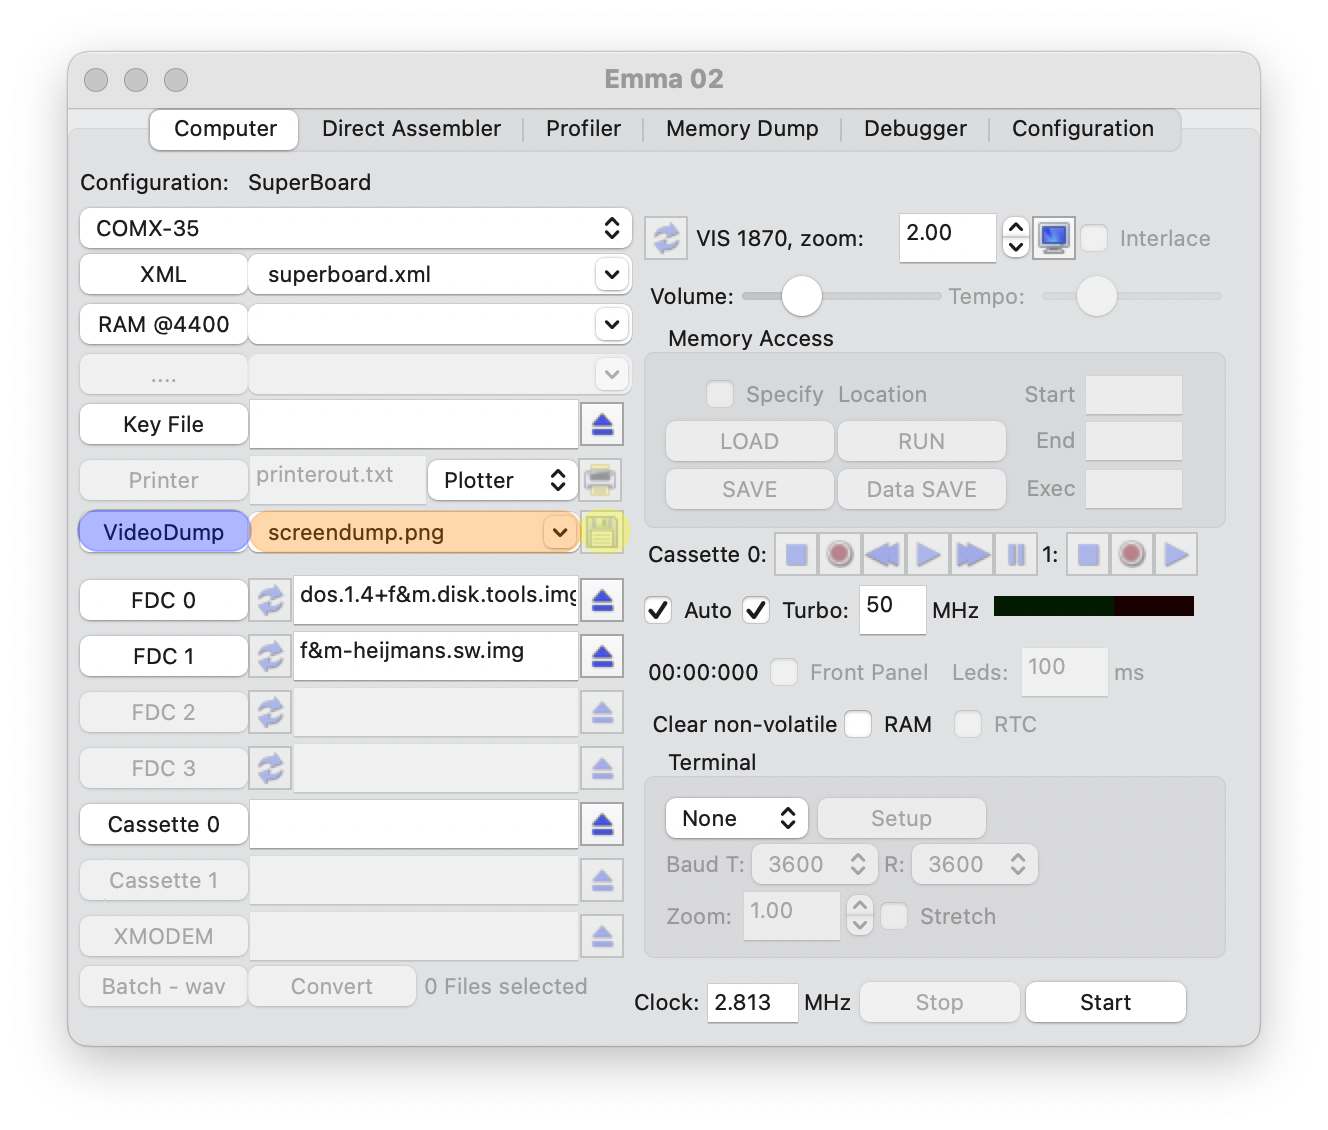 Emma 02
Computer Direct Assembler Profiler Memory Dump Debugger Configuration
Configuration: SuperBoard
COMX-35
XML superboard.xml
RAM @4400
....
Key File
Printer printerout.txt Plotter
VideoDump screendump.png
FDC 0 dos.1.4+f&m.disk.tools.img
FDC 1 f&m-heijmans.sw.img
FDC 2
FDC 3
Cassette 0
Cassette 1
XMODEM
Batch - wav Convert 0 Files selected
VIS 1870, zoom: 2.00 Interlace
Volume: Tempo:
Memory Access
Specify Location Start
LOAD RUN End
SAVE Data SAVE Exec
Cassette 0: 1:
Auto Turbo: 50 MHz
00:00:000 Front Panel Leds: 100 ms
Clear non-volatile RAM RTC
Terminal
None Setup
Baud T: 3600 R: 3600
Zoom: 1.00 Stretch
Clock: 2.813 MHz Stop Start